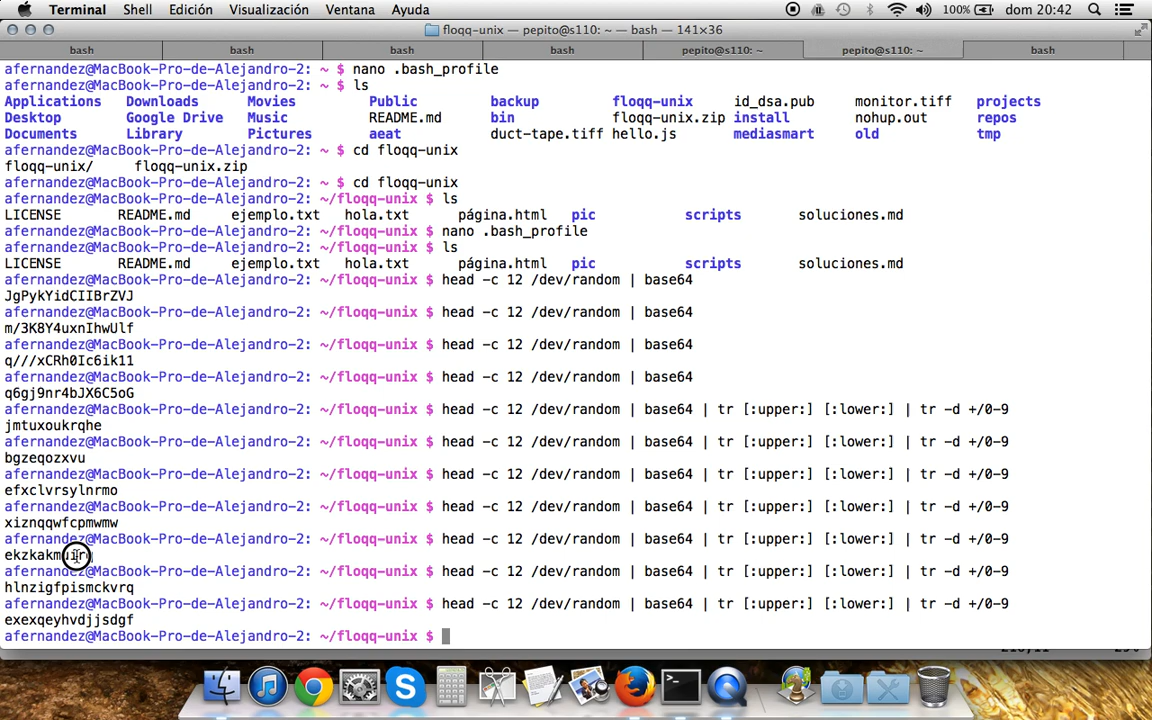 Terminal Shell Edición Visualización Ventana Ayuda 100% dom 20:42
floqq-unix — pepito@s110: ~ — bash — 141×36
bash bash bash bash pepito@s110: ~ pepito@s110: ~ bash
afernandez@MacBook-Pro-de-Alejandro-2: ~ $ nano .bash_profile
afernandez@MacBook-Pro-de-Alejandro-2: ~ $ ls
Applications Downloads Movies Public backup floqq-unix id_dsa.pub monitor.tiff projects
Desktop Google Drive Music README.md bin floqq-unix.zip install nohup.out repos
Documents Library Pictures aeat duct-tape.tiff hello.js mediasmart old tmp
afernandez@MacBook-Pro-de-Alejandro-2: ~ $ cd floqq-unix
floqq-unix/ floqq-unix.zip
afernandez@MacBook-Pro-de-Alejandro-2: ~ $ cd floqq-unix
afernandez@MacBook-Pro-de-Alejandro-2: ~/floqq-unix $ ls
LICENSE README.md ejemplo.txt hola.txt página.html pic scripts soluciones.md
afernandez@MacBook-Pro-de-Alejandro-2: ~/floqq-unix $ nano .bash_profile
afernandez@MacBook-Pro-de-Alejandro-2: ~/floqq-unix $ ls
LICENSE README.md ejemplo.txt hola.txt página.html pic scripts soluciones.md
afernandez@MacBook-Pro-de-Alejandro-2: ~/floqq-unix $ head -c 12 /dev/random | base64
JgPykYidCIIBrZVJ
afernandez@MacBook-Pro-de-Alejandro-2: ~/floqq-unix $ head -c 12 /dev/random | base64
m/3K8Y4uxnIhwUlf
afernandez@MacBook-Pro-de-Alejandro-2: ~/floqq-unix $ head -c 12 /dev/random | base64
q///xCRh0Ic6ik11
afernandez@MacBook-Pro-de-Alejandro-2: ~/floqq-unix $ head -c 12 /dev/random | base64
q6gj9nr4bJX6C5oG
afernandez@MacBook-Pro-de-Alejandro-2: ~/floqq-unix $ head -c 12 /dev/random | base64 | tr [:upper:] [:lower:] | tr -d +/0-9
jmtuxoukrqhe
afernandez@MacBook-Pro-de-Alejandro-2: ~/floqq-unix $ head -c 12 /dev/random | base64 | tr [:upper:] [:lower:] | tr -d +/0-9
bgzeqozxvu
afernandez@MacBook-Pro-de-Alejandro-2: ~/floqq-unix $ head -c 12 /dev/random | base64 | tr [:upper:] [:lower:] | tr -d +/0-9
efxclvrsylnrmo
afernandez@MacBook-Pro-de-Alejandro-2: ~/floqq-unix $ head -c 12 /dev/random | base64 | tr [:upper:] [:lower:] | tr -d +/0-9
xiznqqwfcpmwmw
afernandez@MacBook-Pro-de-Alejandro-2: ~/floqq-unix $ head -c 12 /dev/random | base64 | tr [:upper:] [:lower:] | tr -d +/0-9
afernandez@MacBook-Pro-de-Alejandro-2: ~/floqq-unix $ head -c 12 /dev/random | base64 | tr [:upper:] [:lower:] | tr -d +/0-9
hlnzigfpismckvrq
afernandez@MacBook-Pro-de-Alejandro-2: ~/floqq-unix $ head -c 12 /dev/random | base64 | tr [:upper:] [:lower:] | tr -d +/0-9
exexqeyhvdjjsdgf
afernandez@MacBook-Pro-de-Alejandro-2: ~/floqq-unix $